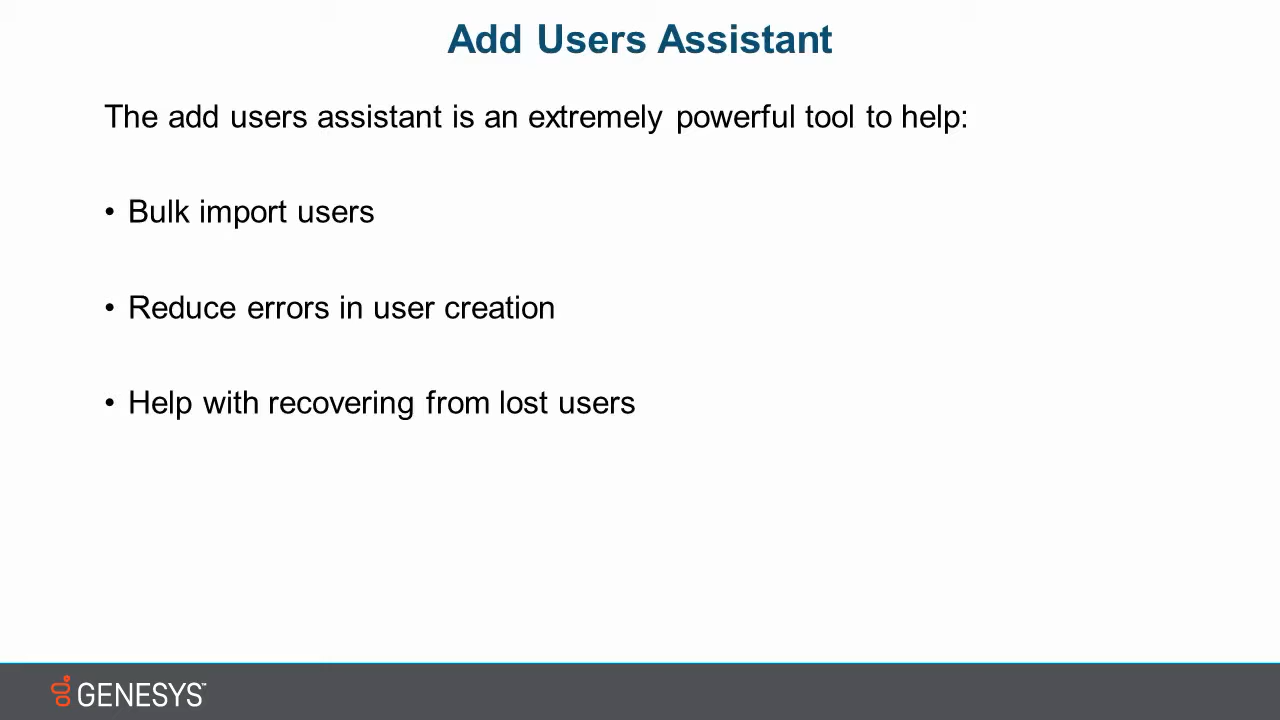 Add Users Assistant
The add users assistant is an extremely powerful tool to help:
• Bulk import users
• Reduce errors in user creation
• Help with recovering from lost users
GENESYS™